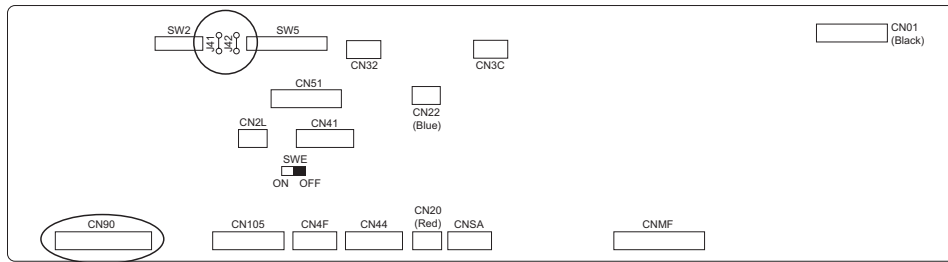 SW2
J41
J42
SW5
CN01
(Black)
CN32
CN3C
CN51
CN22
(Blue)
CN2L
CN41
SWE
ON OFF
CN90
CN105
CN4F
CN44
CN20
(Red)
CNSA
CNMF